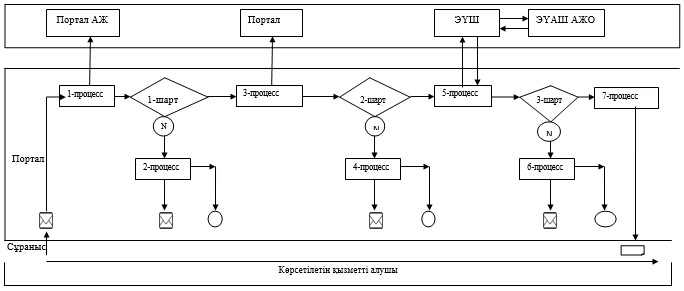 Портал АЖ
Портал
ЭҮШ
ЭҮАШ АЖО
1-процесс
1-шарт
3-процесс
2-шарт
5-процесс
3-шарт
7-процесс
N
N
N
Портал
2-процесс
4-процесс
6-процесс
Сұраныс
Көрсетілетін қызметті алушы